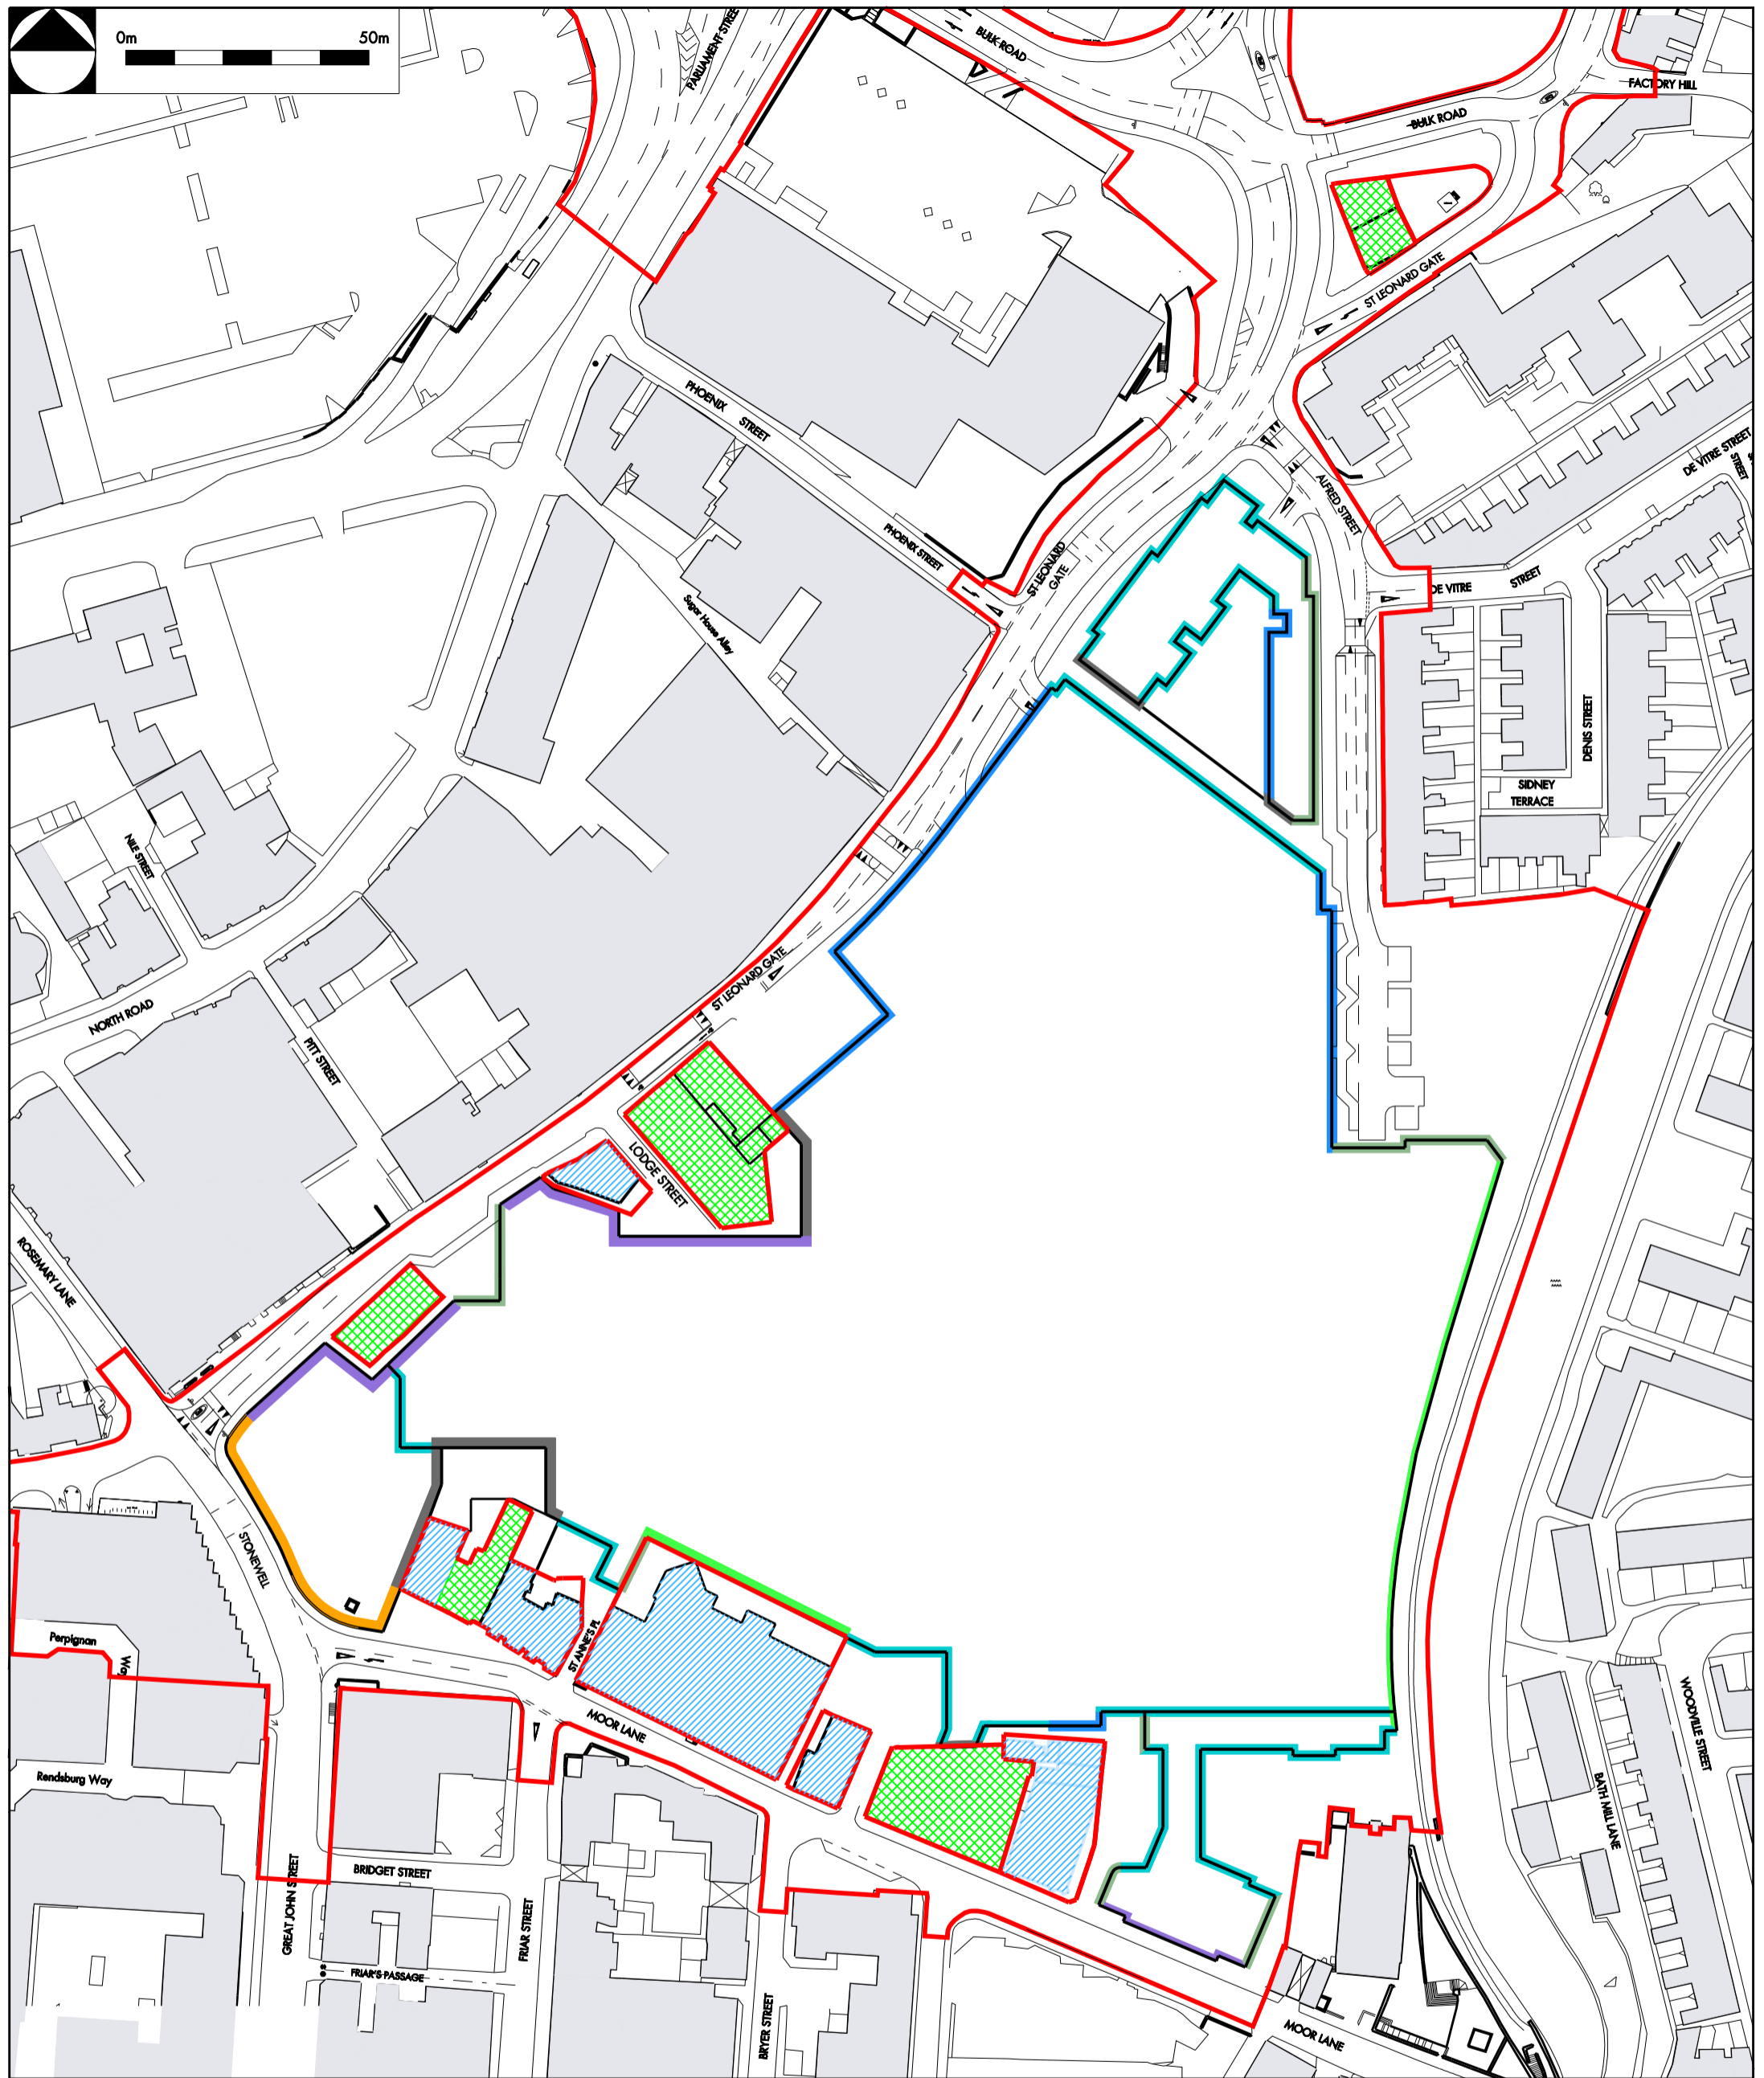 0m 50m
PARLIAMENT STREE
BULK ROAD
FACTORY HILL
BULK ROAD
ST LEONARD GATE
PHOENIX
STREET
DE VITRE STREET
STREET
ALFRED STREET
PHOENIX STREET
ST LEONARD
GATE
DE VITRE
STREET
Sugar House Alley
DENIS STREET
SIDNEY
TERRACE
NILE STREET
ST LEONARD GATE
NORTH ROAD
PITT STREET
LODGE STREET
ROSEMARY LANE
STONEWELL
Perpignan
Wa
ST ANNE'S PL
MOOR LANE
WOODVILLE STREET
Rendsburg Way
BATH MILL LANE
BRIDGET STREET
GREAT JOHN STREET
FRIAR STREET
FRIAR'S PASSAGE
BRYER STREET
MOOR LANE